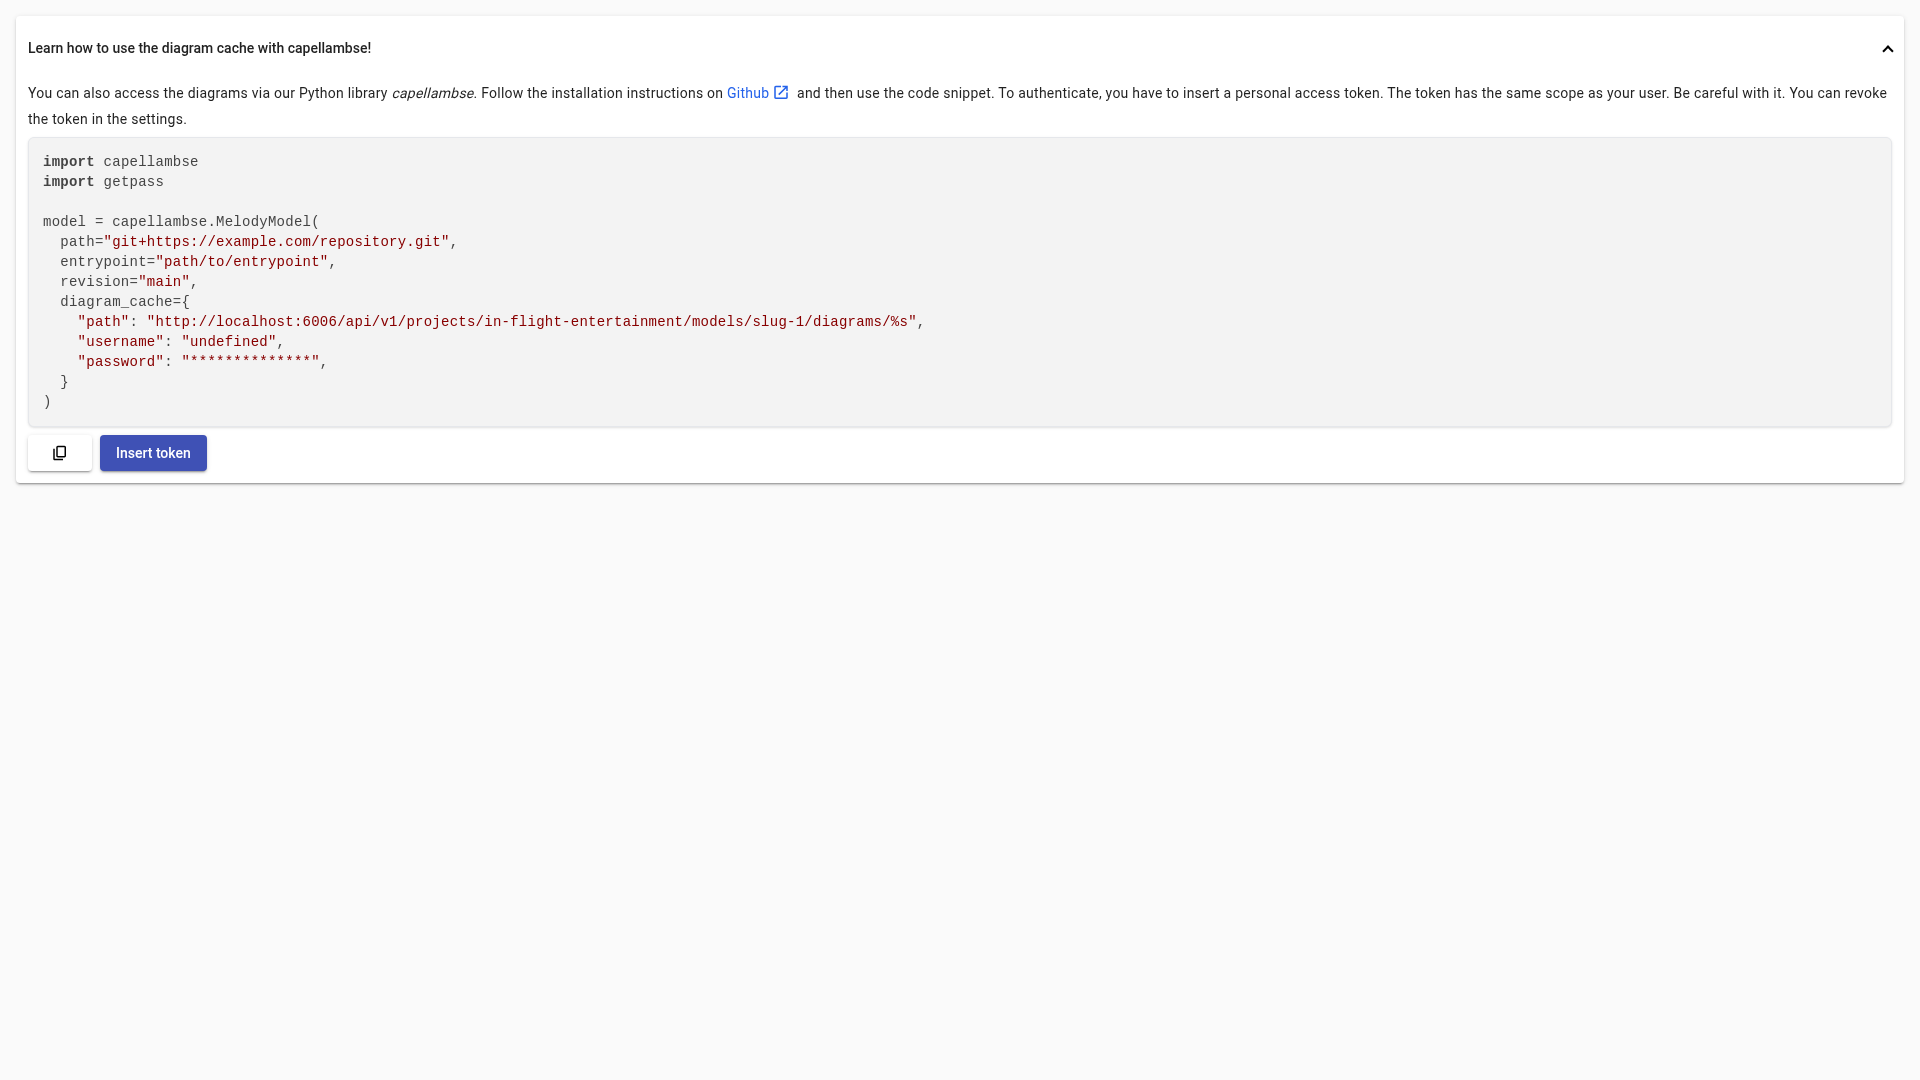 Learn how to use the diagram cache with capellambse!
You can also access the diagrams via our Python library capellambse. Follow the installation instructions on Github and then use the code snippet. To authenticate, you have to insert a personal access token. The token has the same scope as your user. Be careful with it. You can revoke
the token in the settings.
import capellambse
import getpass

model = capellambse.MelodyModel(
  path="git+https://example.com/repository.git",
  entrypoint="path/to/entrypoint",
  revision="main",
  diagram_cache={
    "path": "http://localhost:6006/api/v1/projects/in-flight-entertainment/models/slug-1/diagrams/%s",
    "username": "undefined",
    "password": "**************",
  }
)
Insert token